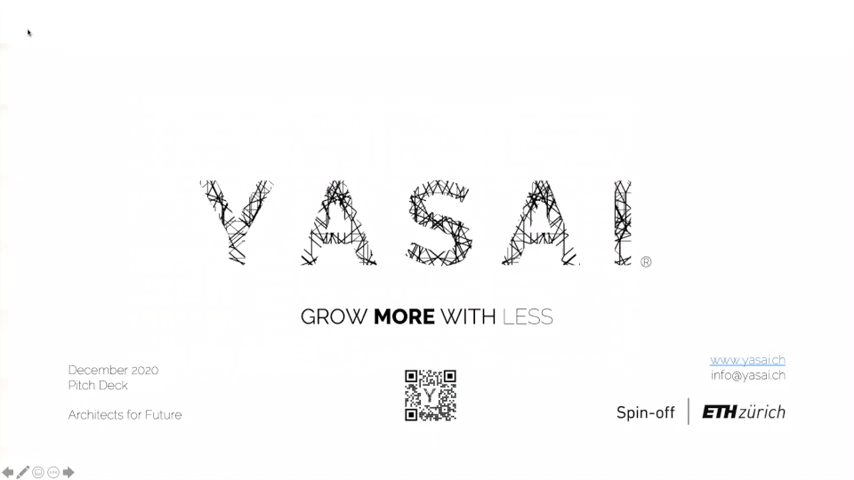 YASAI®
GROW MORE WITH LESS
December 2020
Pitch Deck
Architects for Future
Y
www.yasai.ch
info@yasai.ch
Spin-off | ETH zürich